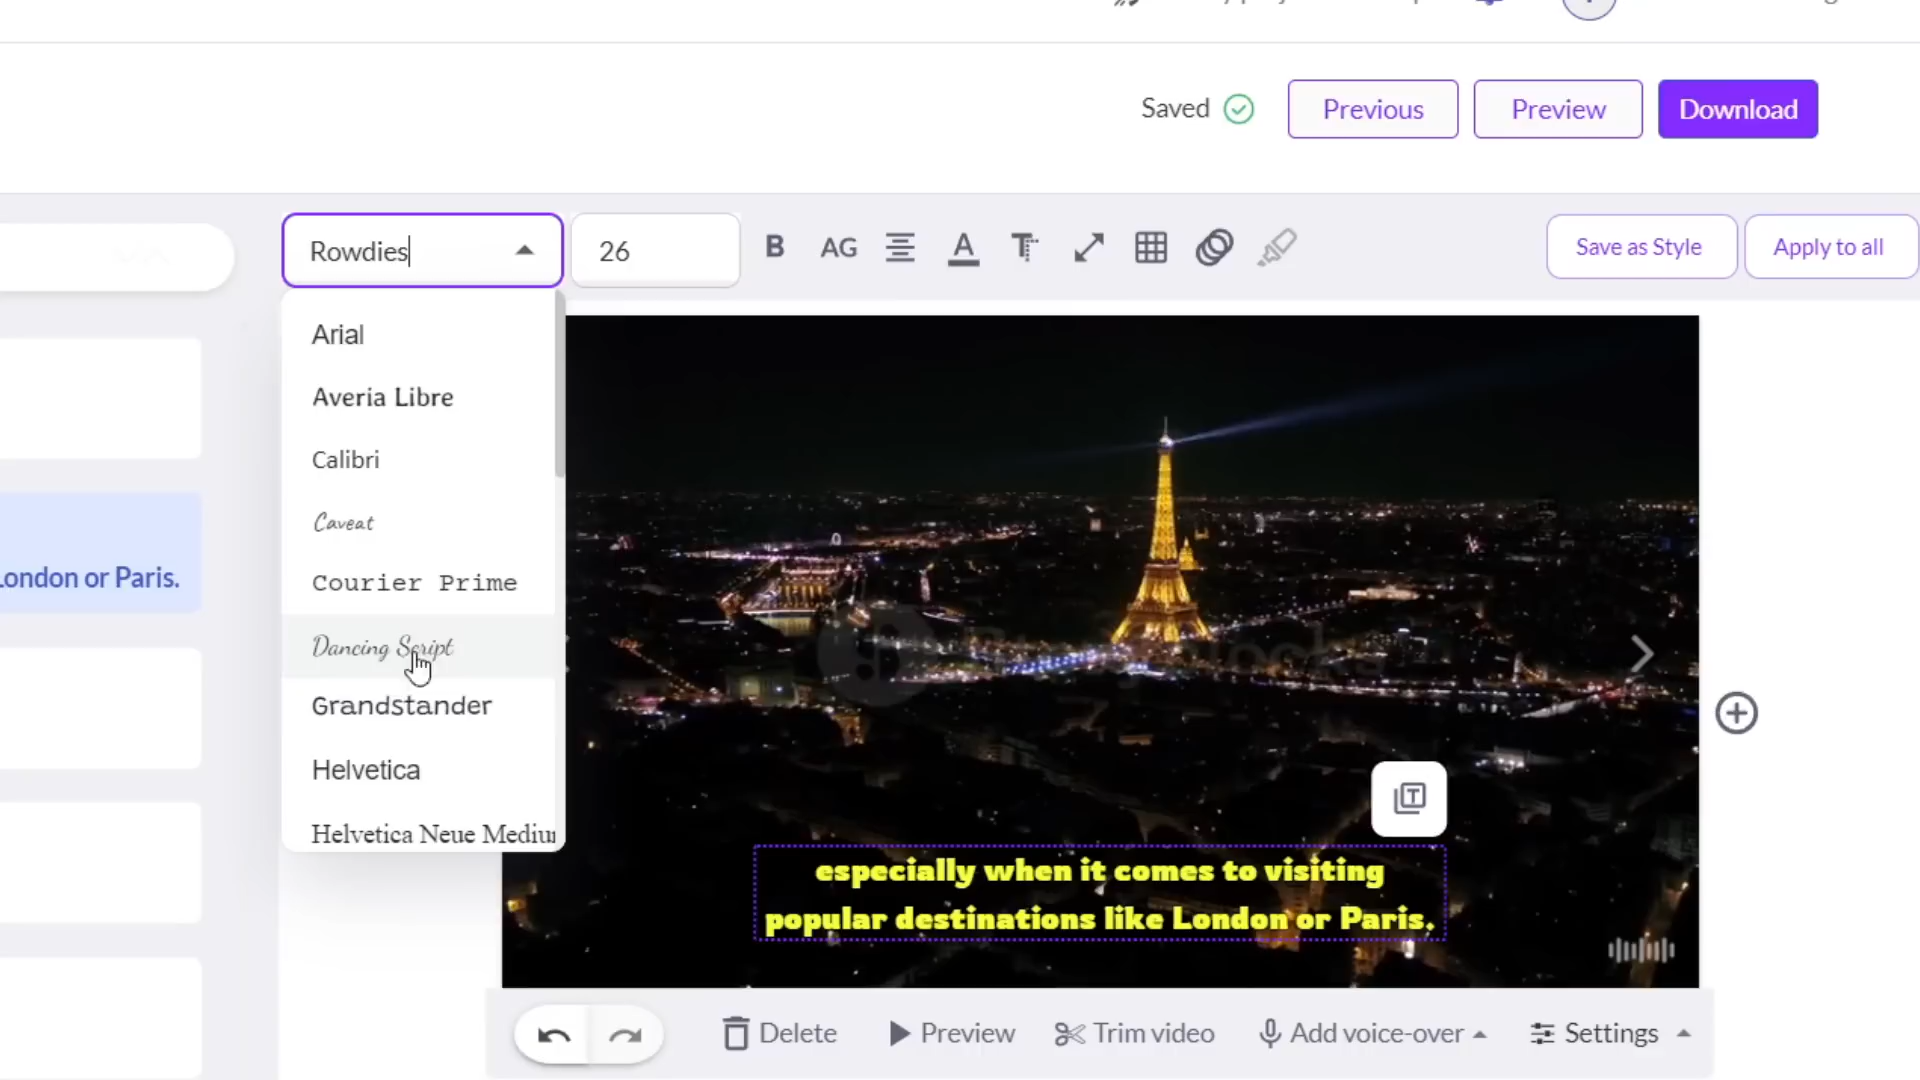 Saved
Previous
Preview
Download
Rowdies
26
B
AG
A
T
Save as Style
Apply to all
Arial
Averia Libre
Calibri
Caveat
Courier Prime
Dancing Script
Grandstander
Helvetica
Helvetica Neue Mediu
London or Paris.
T
especially when it comes to visiting
popular destinations like London or Paris.
Delete
Preview
Trim video
Add voice-over
Settings